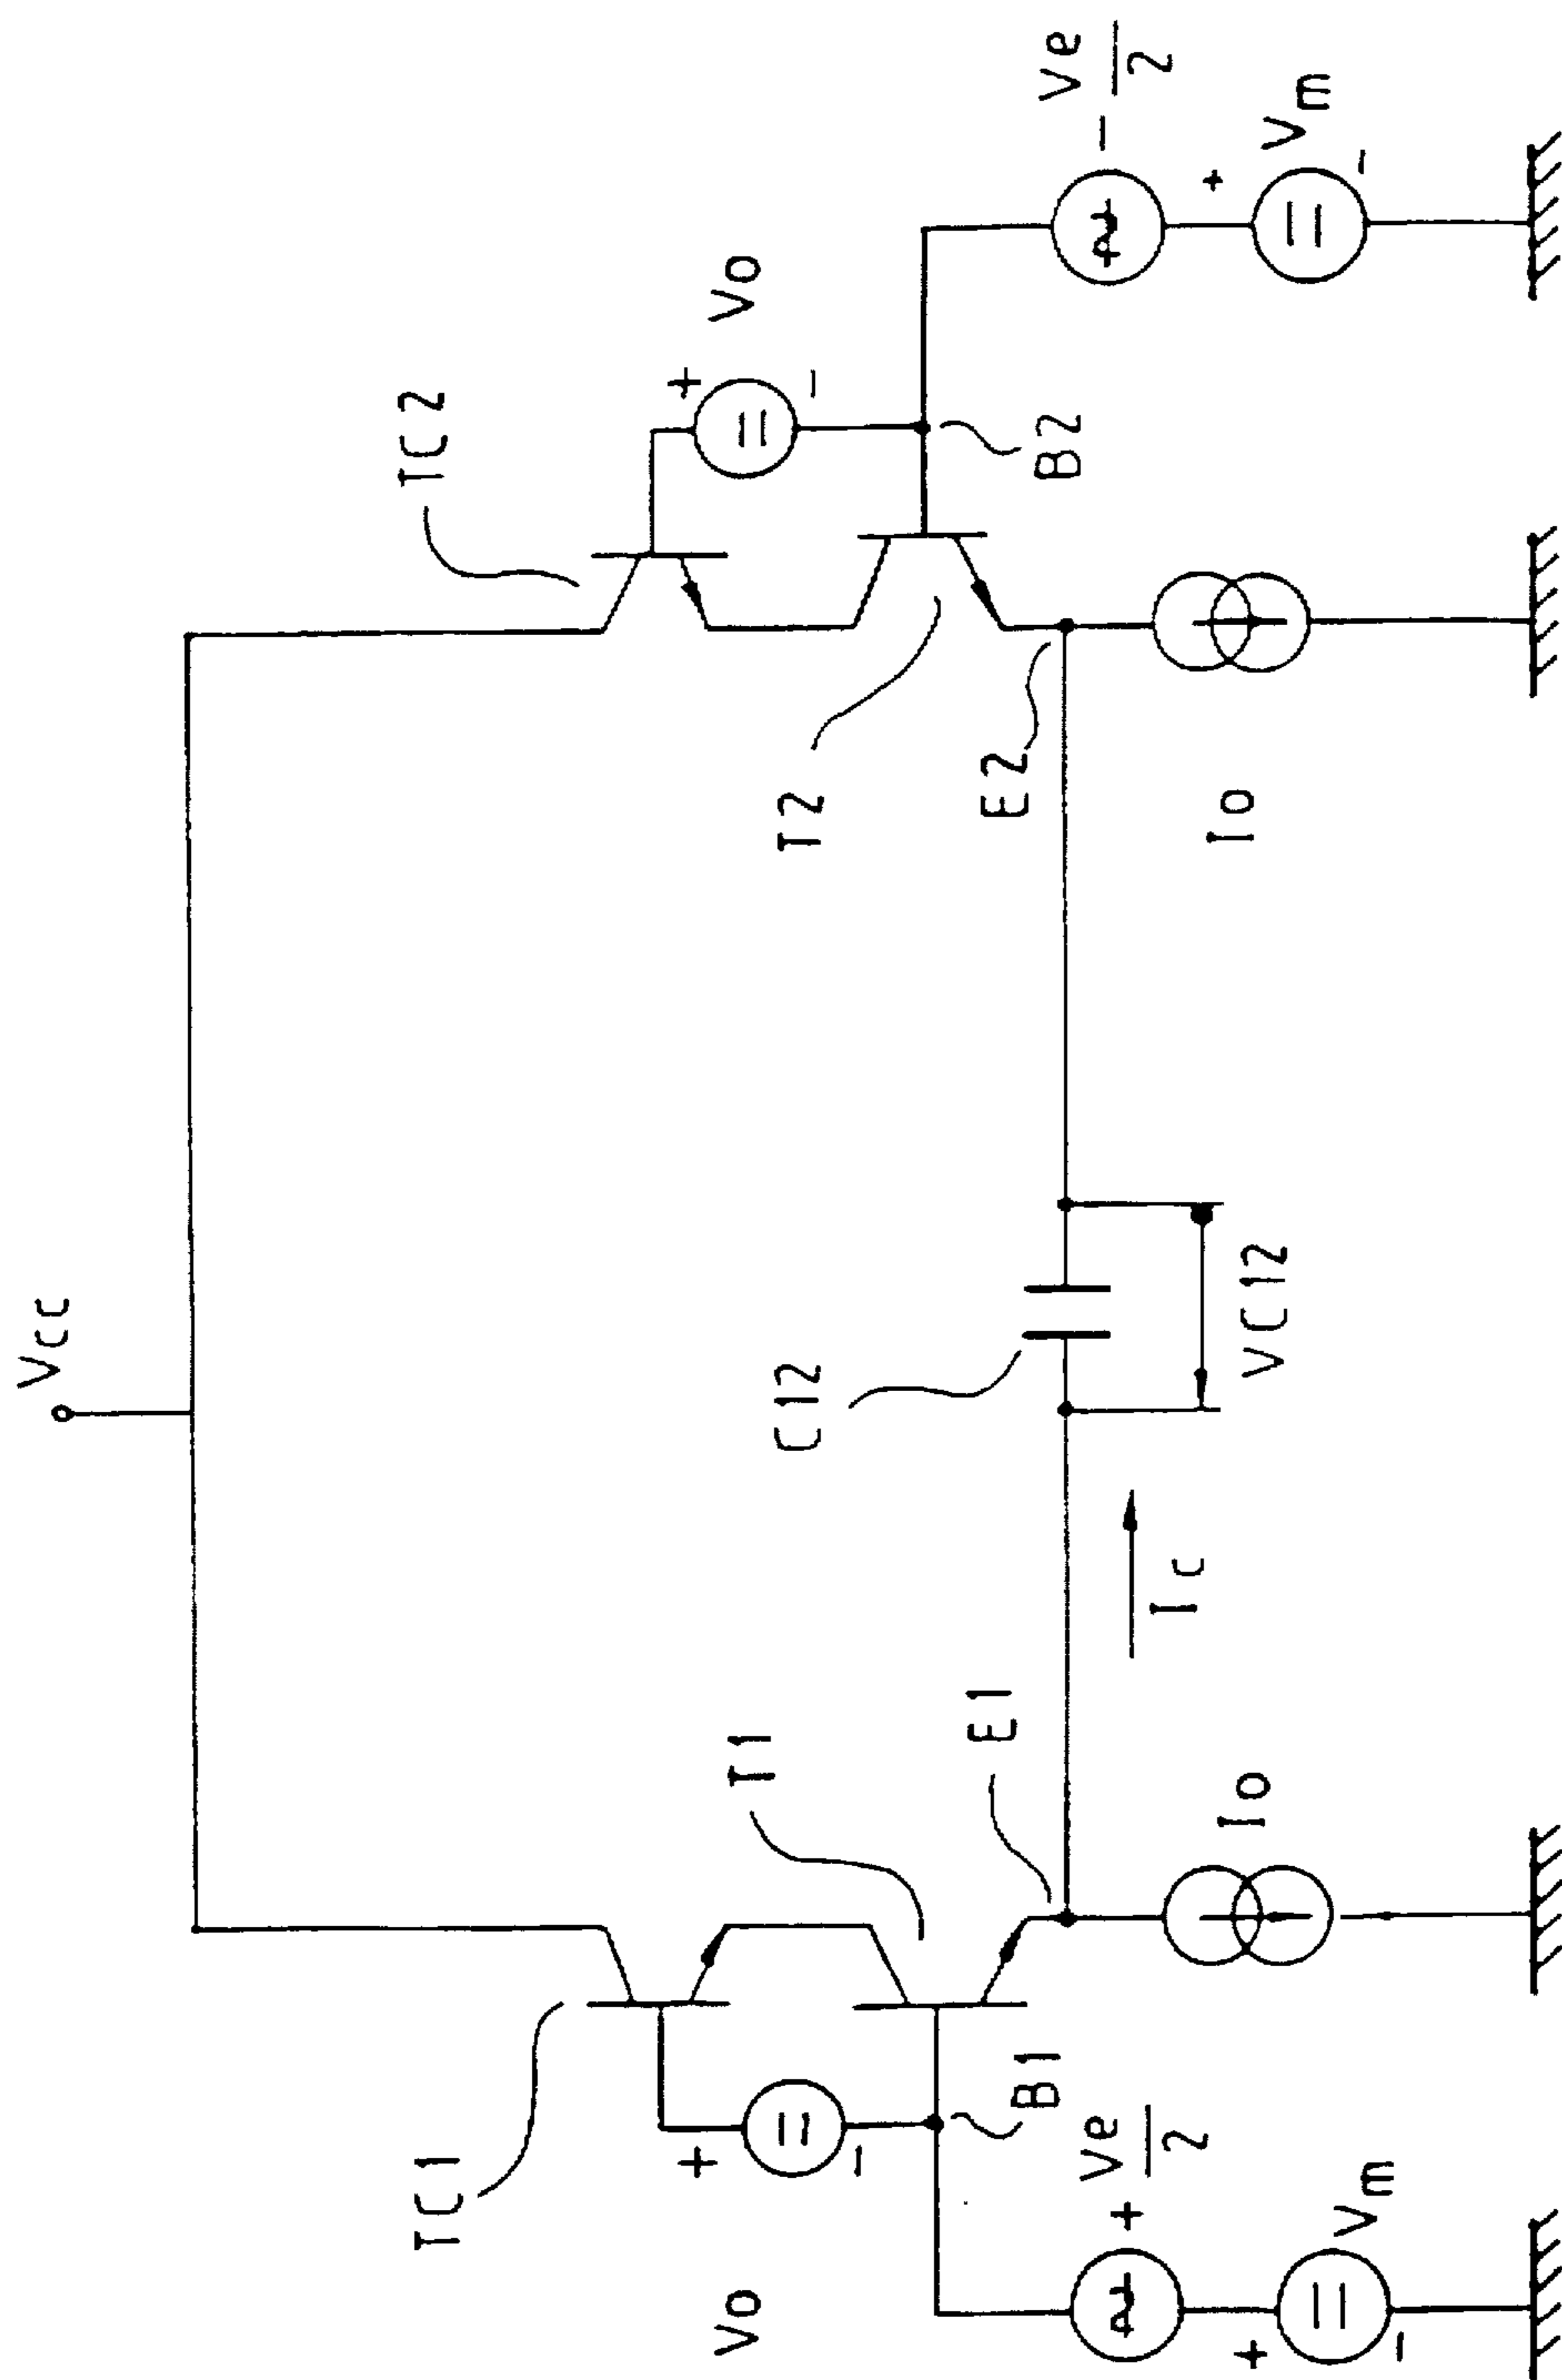 Vcc
TC1
TC2
Vo
Vo
T1
T2
B1
B2
+
-
+
-
E1
E2
C12
+ Ve/2
- Ve/2
Ic
VC12
Io
Io
Vm
Vm
+
-
+
-